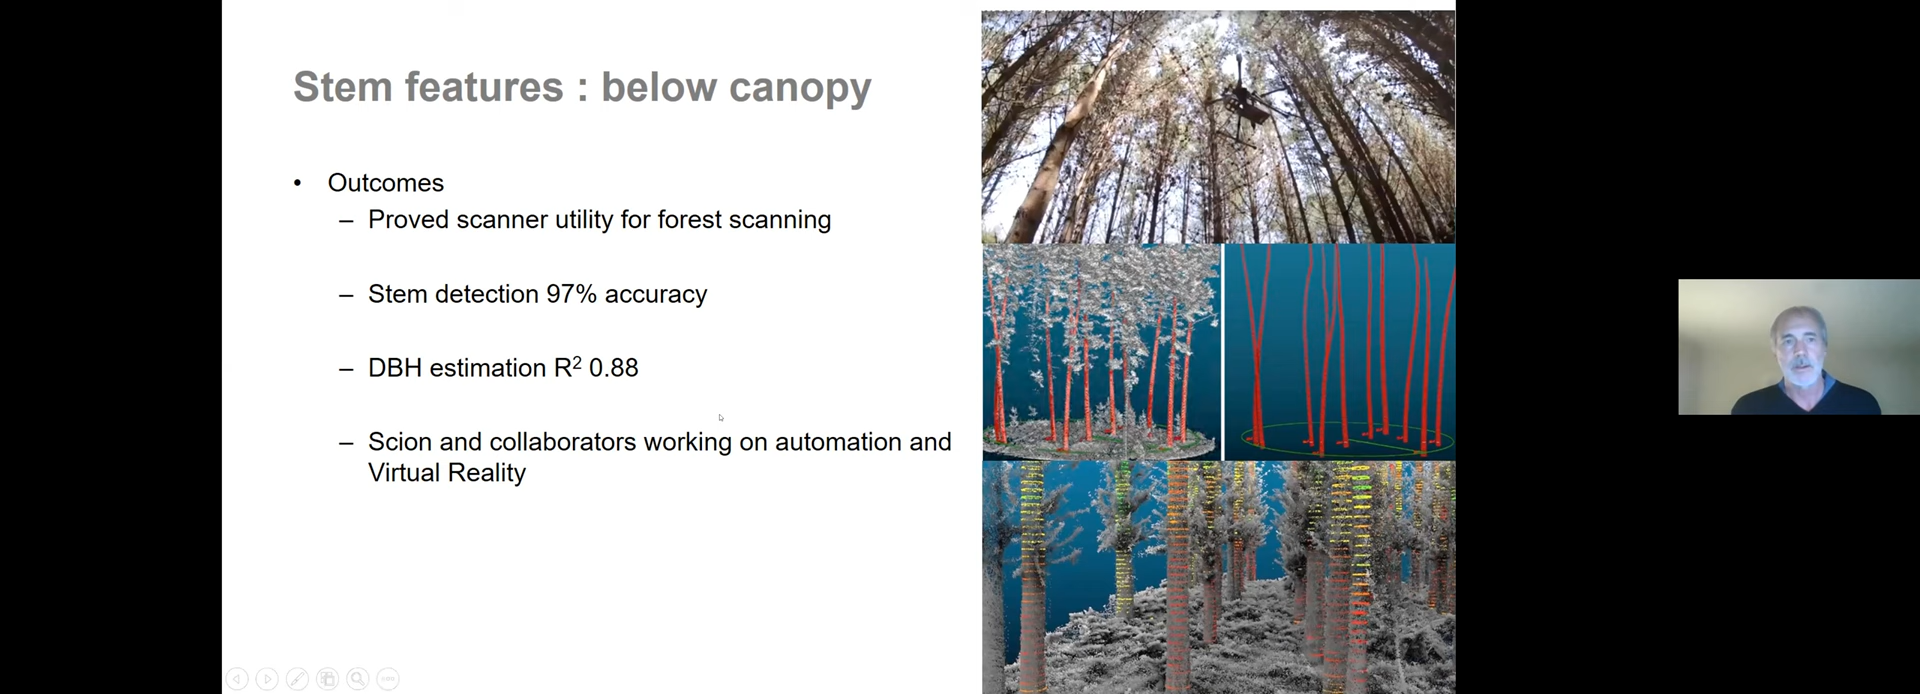 Stem features : below canopy
• Outcomes
– Proved scanner utility for forest scanning
– Stem detection 97% accuracy
– DBH estimation R² 0.88
– Scion and collaborators working on automation and
Virtual Reality